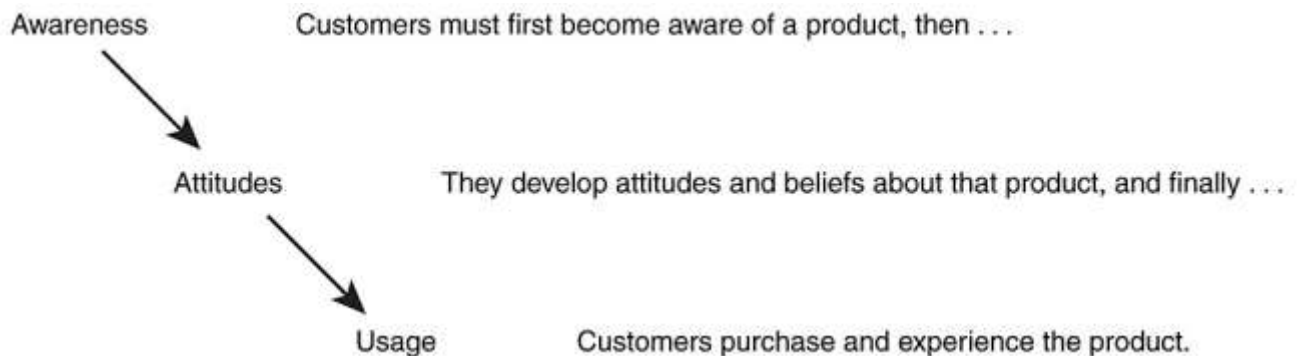 Awareness Customers must first become aware of a product, then . . .
Attitudes They develop attitudes and beliefs about that product, and finally . . .
Usage Customers purchase and experience the product.